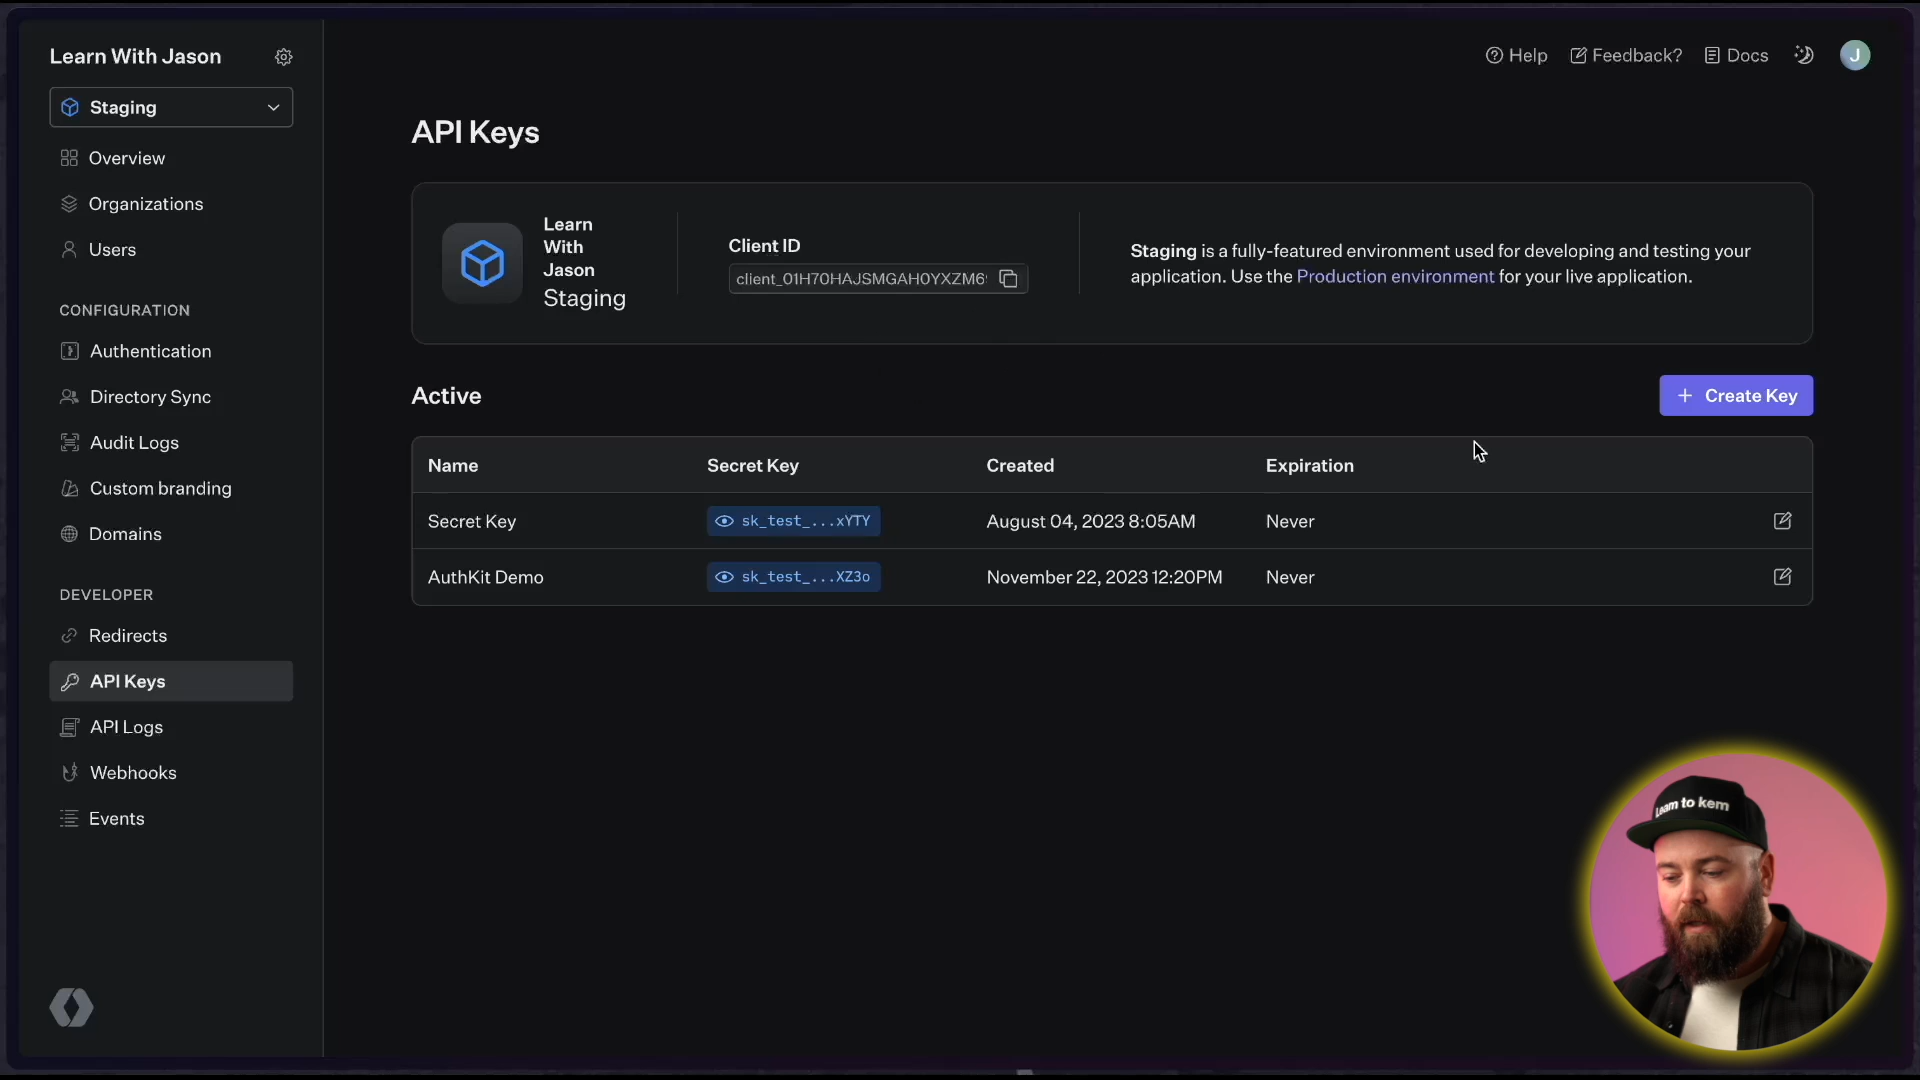 Learn With Jason
Help
Feedback?
Docs
J
Staging
Overview
Organizations
Users
CONFIGURATION
Authentication
Directory Sync
Audit Logs
Custom branding
Domains
DEVELOPER
Redirects
API Keys
API Logs
Webhooks
Events
API Keys
Learn
With
Jason
Staging
Client ID
client_01H70HAJSMGAH0YXZM6
Staging is a fully-featured environment used for developing and testing your
application. Use the Production environment for your live application.
Active
+ Create Key
Name Secret Key Created Expiration
Secret Key sk_test_...xYTY August 04, 2023 8:05AM Never
AuthKit Demo sk_test_...XZ3o November 22, 2023 12:20PM Never
to kern